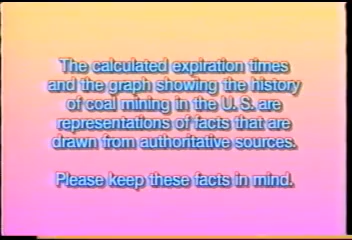 The calculated expiration times
and the graph showing the history
of coal mining in the U. S. are
representations of facts that are
drawn from authoritative sources.
Please keep these facts in mind.